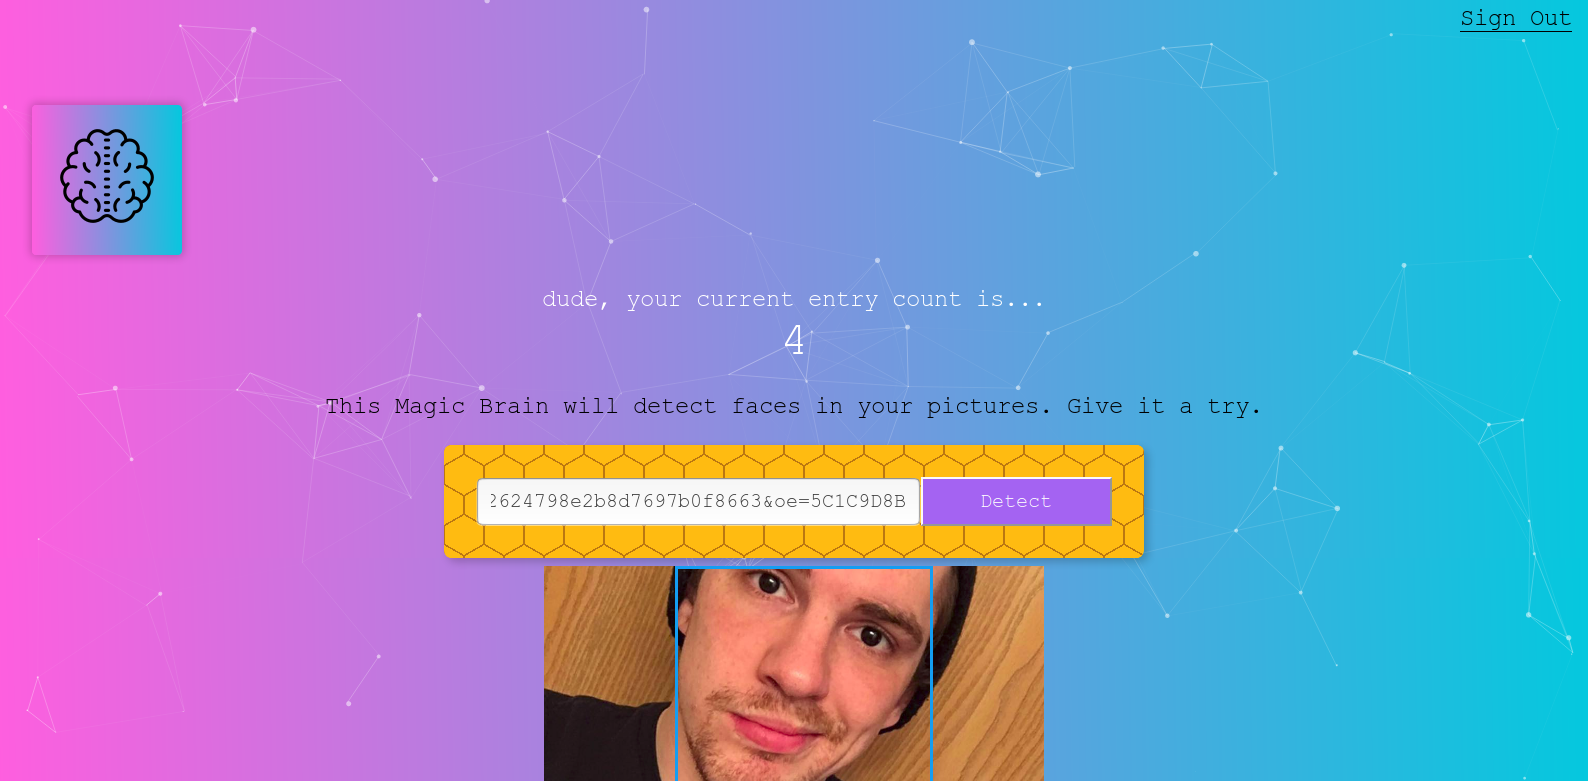 Sign Out
dude, your current entry count is...
4
This Magic Brain will detect faces in your pictures. Give it a try.
2624798e2b8d7697b0f8663&oe=5C1C9D8B
Detect